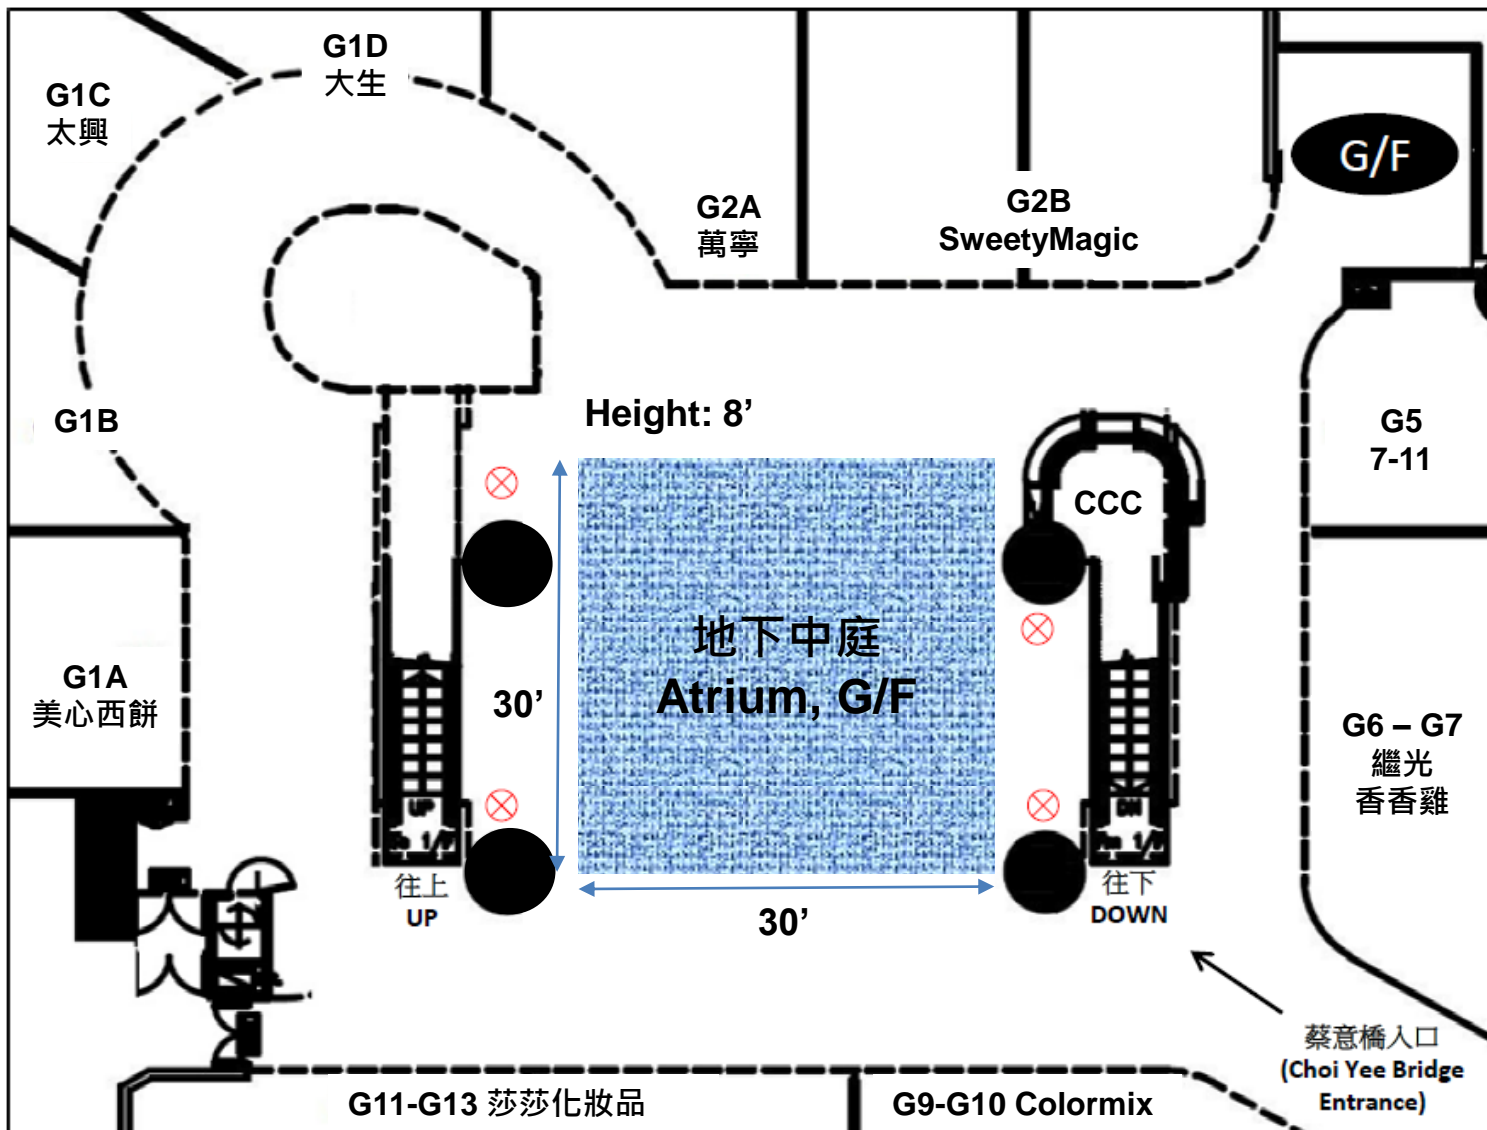 G1D
大生
G1C
太興
G/F
G2A
萬寧
G2B
SweetyMagic
Height: 8’
G1B
G5
7-11
CCC
地下中庭
Atrium, G/F
30’
G1A
美心西餅
G6 – G7
繼光
香香雞
UP
DN
往上
UP
往下
DOWN
30’
蔡意橋入口
(Choi Yee Bridge
Entrance)
G11-G13 莎莎化妝品
G9-G10 Colormix